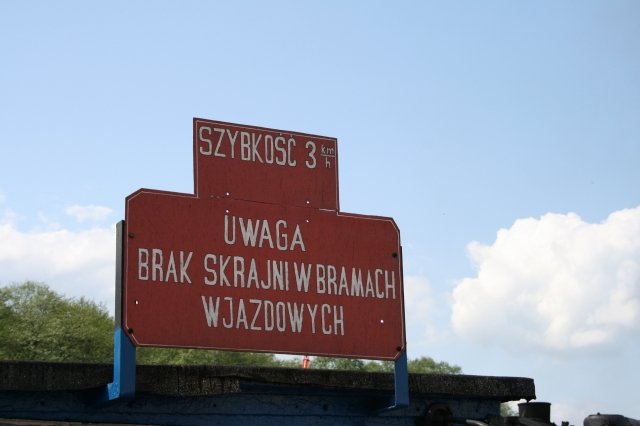 SZYBKOŚĆ 3 km/h
UWAGA
BRAK SKRAJNI W BRAMACH
WJAZDOWYCH